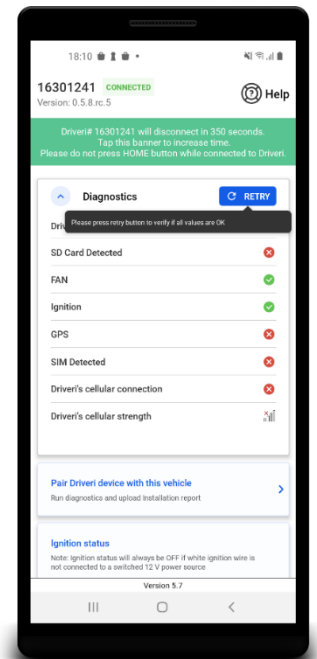 18:10
16301241 CONNECTED
Version: 0.5.8.rc.5
Help
Driveri# 16301241 will disconnect in 350 seconds.
Tap this banner to increase time.
Please do not press HOME button while connected to Driveri.
Diagnostics
RETRY
Please press retry button to verify if all values are OK
SD Card Detected
FAN
Ignition
GPS
SIM Detected
Driveri's cellular connection
Driveri's cellular strength
Pair Driveri device with this vehicle
Run diagnostics and upload installation report
Ignition status
Note: Ignition status will always be OFF if white ignition wire is
not connected to a switched 12 V power source
Version 5.7